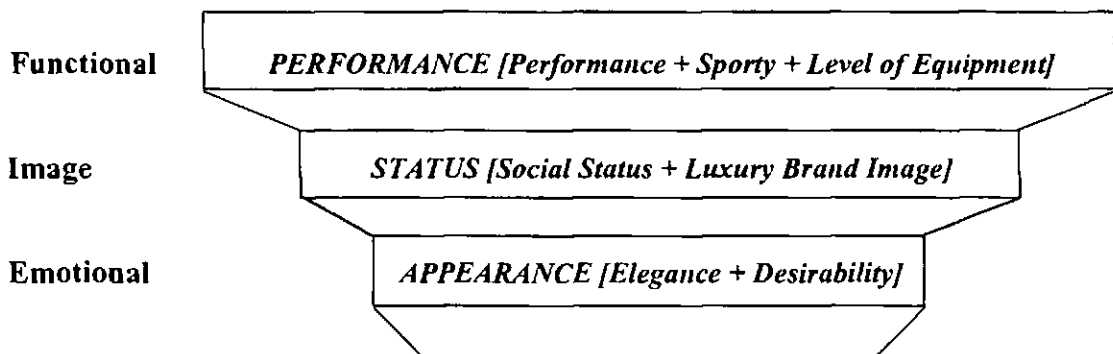 Functional PERFORMANCE [Performance + Sporty + Level of Equipment]
Image STATUS [Social Status + Luxury Brand Image]
Emotional APPEARANCE [Elegance + Desirability]